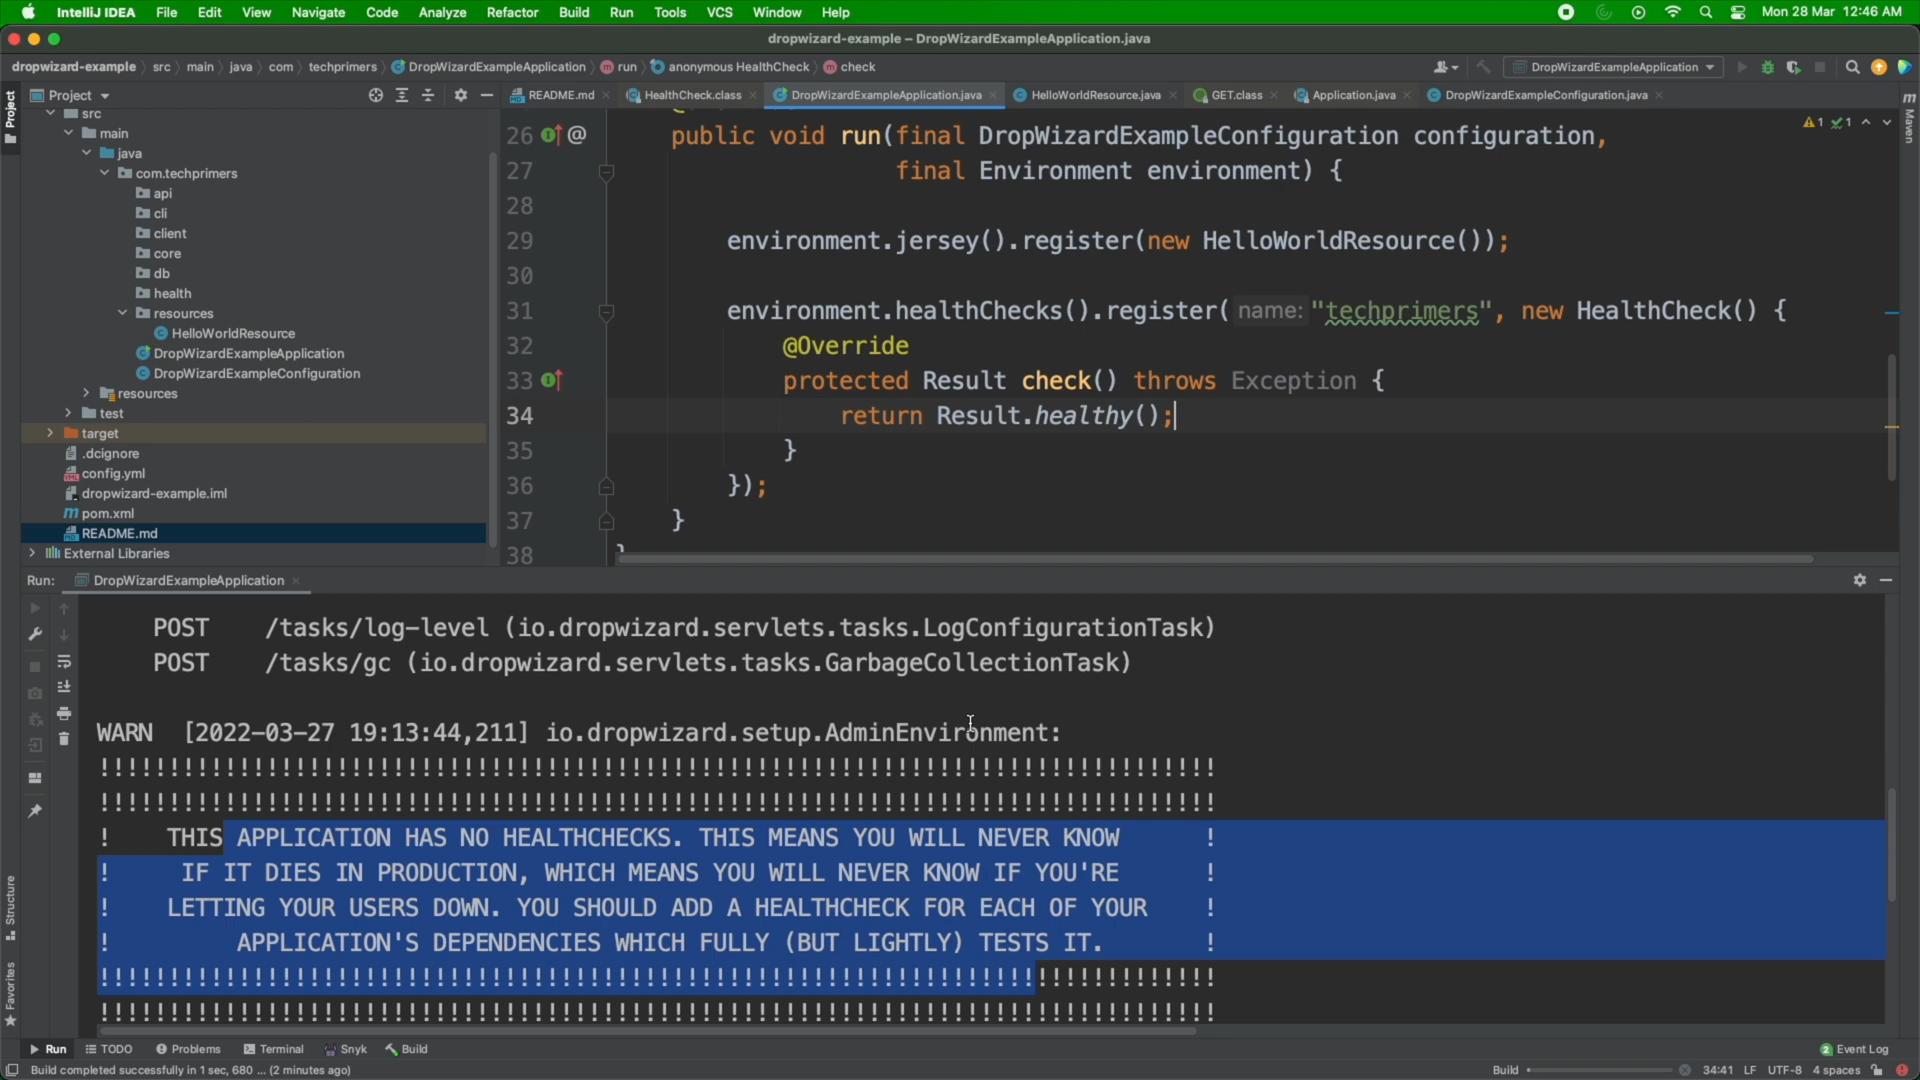 IntelliJ IDEA File Edit View Navigate Code Analyze Refactor Build Run Tools VCS Window Help Mon 28 Mar 12:46 AM
dropwizard-example – DropWizardExampleApplication.java
dropwizard-example src main java com techprimers DropWizardExampleApplication run anonymous HealthCheck check DropWizardExampleApplication
Project README.md HealthCheck.class DropWizardExampleApplication.java HelloWorldResource.java GET.class Application.java DropWizardExampleConfiguration.java
Project
Maven
src
main
java
com.techprimers
api
cli
client
core
db
health
resources
HelloWorldResource
DropWizardExampleApplication
DropWizardExampleConfiguration
resources
test
target
.dcignore
config.yml
dropwizard-example.iml
pom.xml
README.md
External Libraries
1 1
26 @ public void run(final DropWizardExampleConfiguration configuration,
27 final Environment environment) {
28
29 environment.jersey().register(new HelloWorldResource());
30
31 environment.healthChecks().register( name: "techprimers", new HealthCheck() {
32 @Override
33 protected Result check() throws Exception {
34 return Result.healthy();
35 }
36 });
37 }
38
Run: DropWizardExampleApplication
POST /tasks/log-level (io.dropwizard.servlets.tasks.LogConfigurationTask)
POST /tasks/gc (io.dropwizard.servlets.tasks.GarbageCollectionTask)
WARN [2022-03-27 19:13:44,211] io.dropwizard.setup.AdminEnvironment:
!!!!!!!!!!!!!!!!!!!!!!!!!!!!!!!!!!!!!!!!!!!!!!!!!!!!!!!!!!!!!!!!!!!!!!!!!!!!!!!!
!!!!!!!!!!!!!!!!!!!!!!!!!!!!!!!!!!!!!!!!!!!!!!!!!!!!!!!!!!!!!!!!!!!!!!!!!!!!!!!!
! THIS APPLICATION HAS NO HEALTHCHECKS. THIS MEANS YOU WILL NEVER KNOW !
! IF IT DIES IN PRODUCTION, WHICH MEANS YOU WILL NEVER KNOW IF YOU'RE !
! LETTING YOUR USERS DOWN. YOU SHOULD ADD A HEALTHCHECK FOR EACH OF YOUR !
! APPLICATION'S DEPENDENCIES WHICH FULLY (BUT LIGHTLY) TESTS IT. !
!!!!!!!!!!!!!!!!!!!!!!!!!!!!!!!!!!!!!!!!!!!!!!!!!!!!!!!!!!!!!!!!!!!!!!!!!!!!!!!!
!!!!!!!!!!!!!!!!!!!!!!!!!!!!!!!!!!!!!!!!!!!!!!!!!!!!!!!!!!!!!!!!!!!!!!!!!!!!!!!!
Structure
Favorites
Run TODO Problems Terminal Snyk Build 2 Event Log
Build completed successfully in 1 sec, 680 ... (2 minutes ago) Build 34:41 LF UTF-8 4 spaces